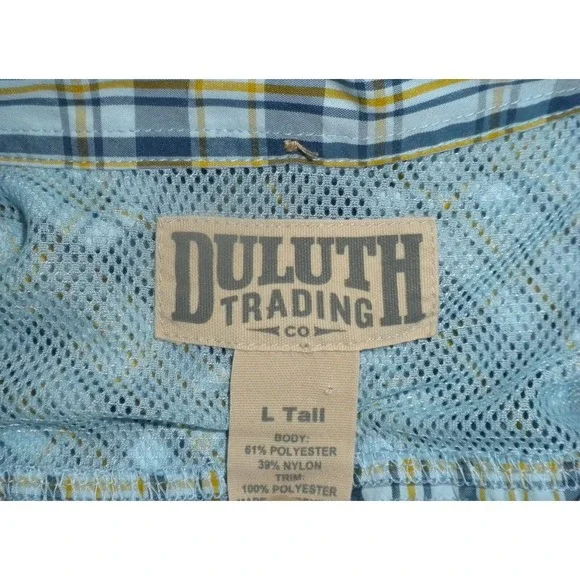 DULUTH
TRADING
CO
L Tall
BODY:
61% POLYESTER
39% NYLON
TRIM:
100% POLYESTER